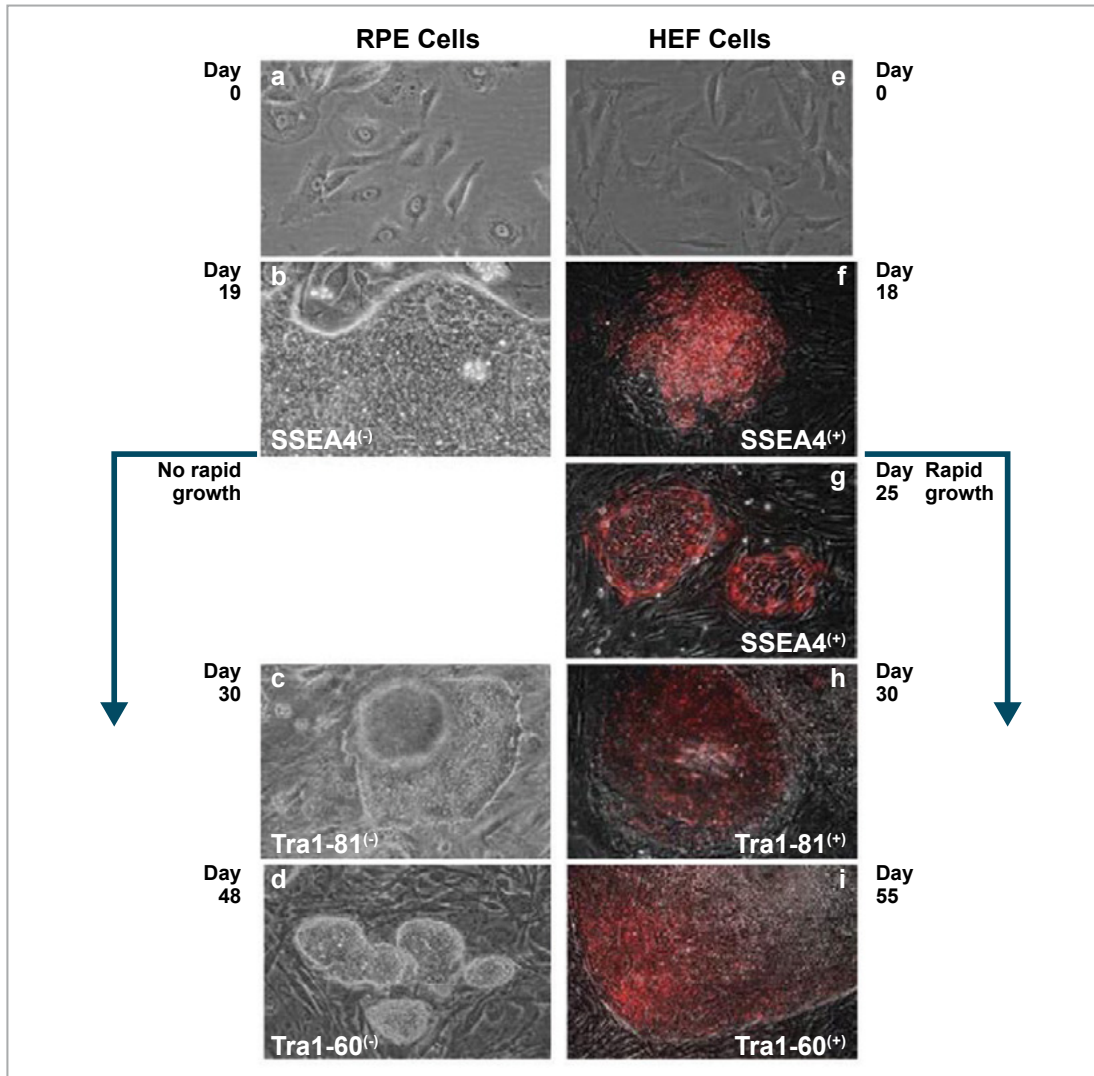 RPE Cells HEF Cells
Day
0
a
e
Day
0
Day
19
b
SSEA4(-)
f
SSEA4(+)
Day
18
No rapid
growth
g
SSEA4(+)
Day
25
Rapid
growth
Day
30
c
Tra1-81(-)
h
Tra1-81(+)
Day
30
Day
48
d
Tra1-60(-)
i
Tra1-60(+)
Day
55